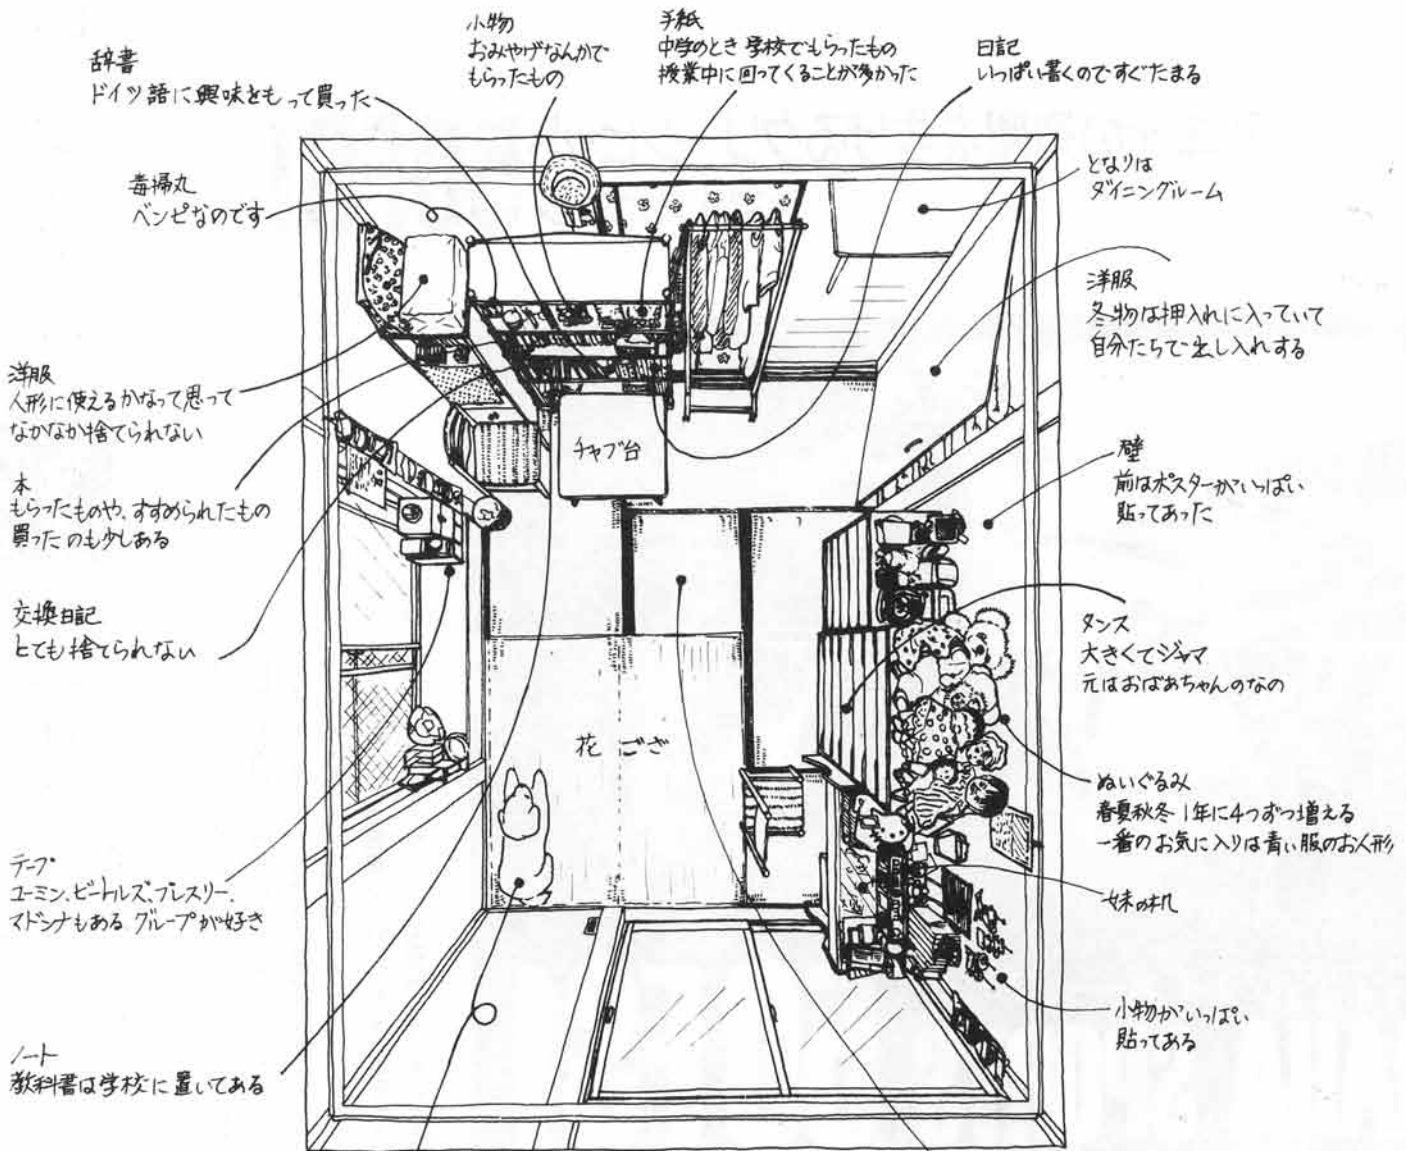 辞書
ドイツ語に興味をもって買った
小物
おみやげなんかで
もらったもの
手紙
中学のとき学校でもらったもの
授業中に回ってくることが多かった
日記
いっぱい書くのですぐたまる
毒掃丸
ベンピなのです
となりは
ダイニングルーム
洋服
冬物は押入れに入っていて
自分たちで出し入れする
洋服
人形に使えるかなって思って
なかなか捨てられない
本
もらったものや、すすめられたもの
買ったのも少しある
交換日記
とても捨てられない
チャブ台
壁
前はポスターがいっぱい
貼ってあった
タンス
大きくてジャマ
元はおばあちゃんのなの
花ござ
ぬいぐるみ
春夏秋冬1年に4つずつ増える
一番のお気に入りは青い服のお人形
妹の机
小物がいっぱい
貼ってある
テープ
ユーミン、ビートルズ、プレスリー、
マドンナもある グループが好き
ノート
教科書は学校に置いてある